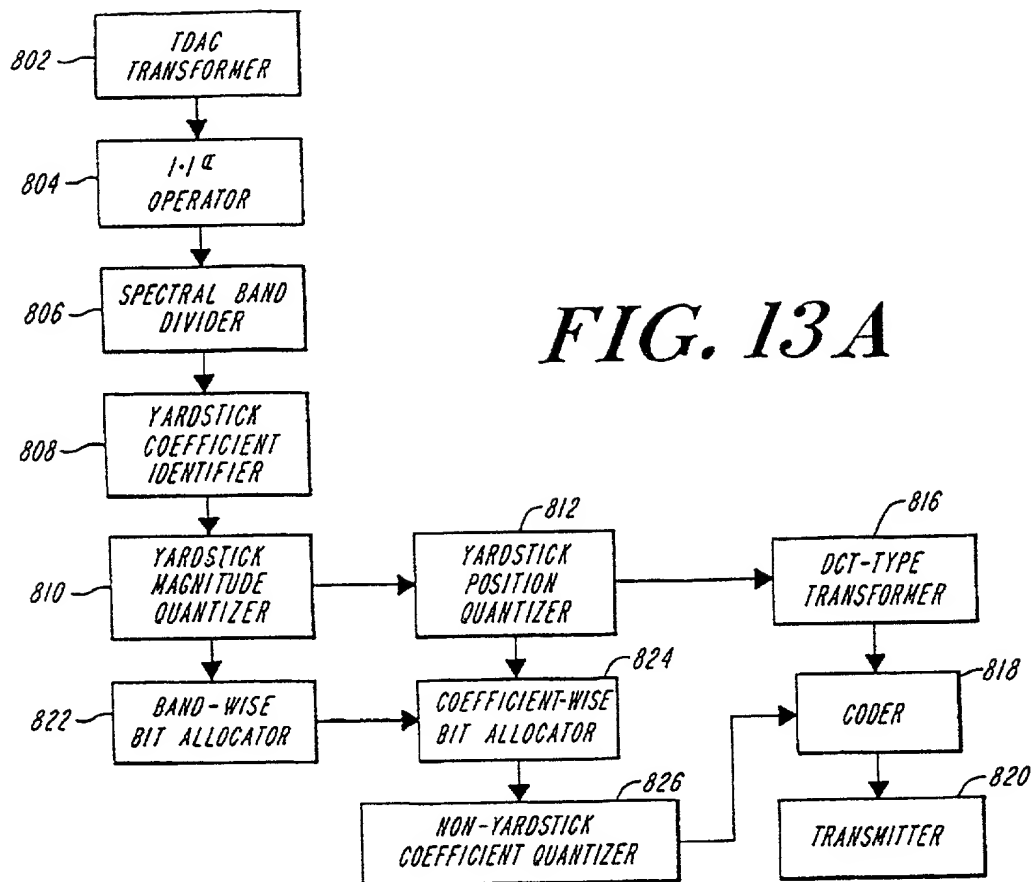 TDAC
TRANSFORMER
802
|·|α
OPERATOR
804
SPECTRAL BAND
DIVIDER
806
FIG. 13A
YARDSTICK
COEFFICIENT
IDENTIFIER
808
812
816
YARDSTICK
MAGNITUDE
QUANTIZER
810
YARDSTICK
POSITION
QUANTIZER
DCT-TYPE
TRANSFORMER
824
818
822
BAND-WISE
BIT ALLOCATOR
COEFFICIENT-WISE
BIT ALLOCATOR
CODER
826
820
NON-YARDSTICK
COEFFICIENT QUANTIZER
TRANSMITTER